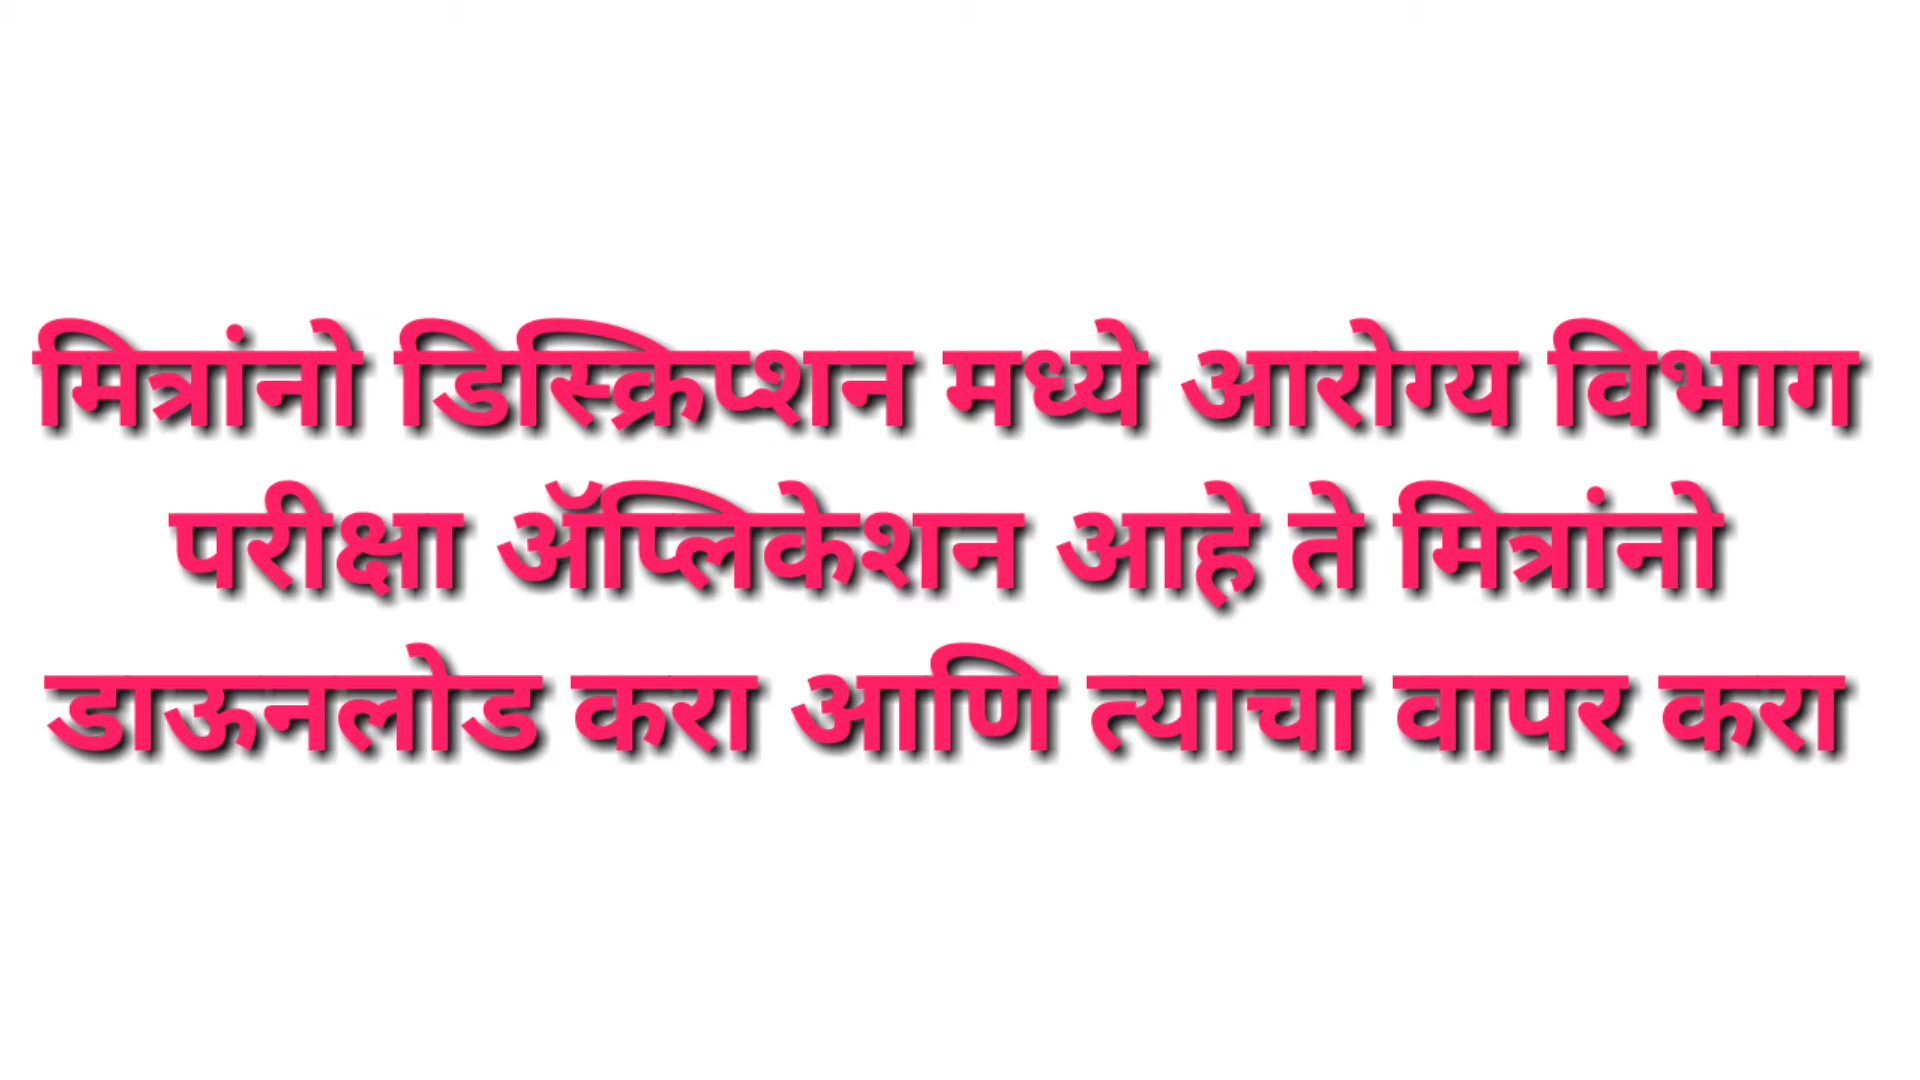 मित्रांनो डिस्क्रिप्शन मध्ये आरोग्य विभाग
परीक्षा ॲप्लिकेशन आहे ते मित्रांनो
डाऊनलोड करा आणि त्याचा वापर करा